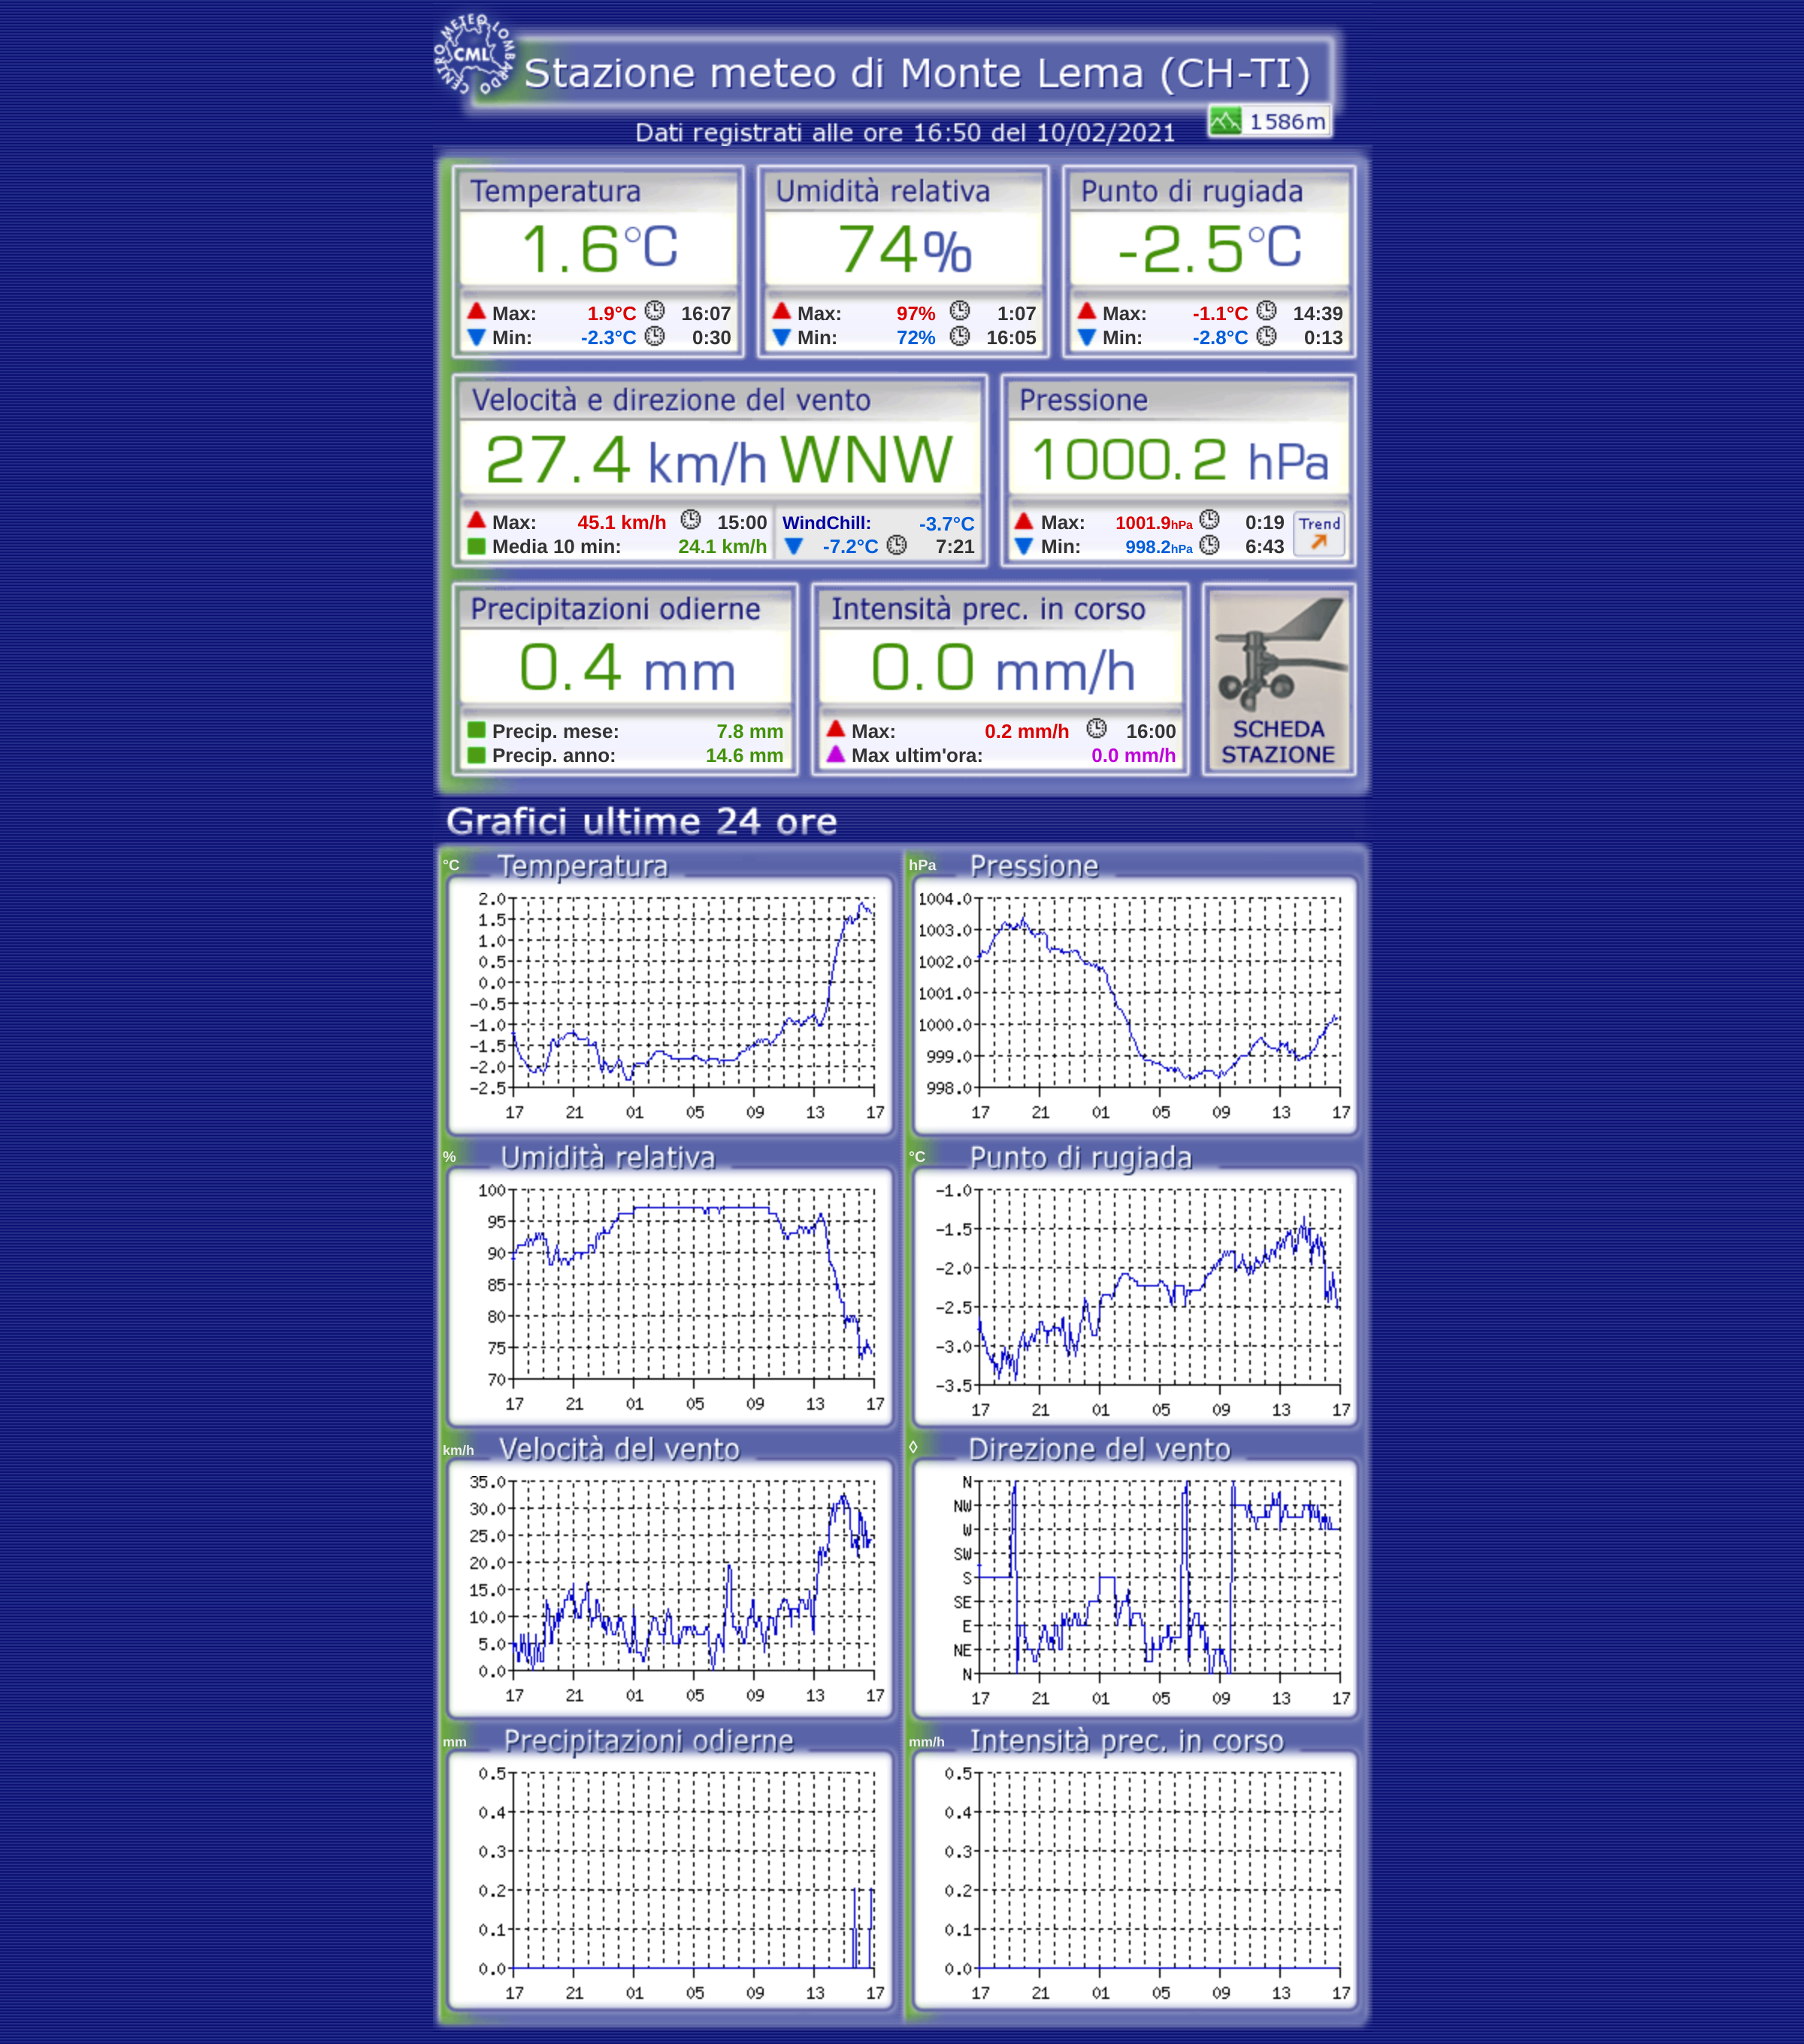 CENTRO METEO LOMBARDO
CML
Stazione meteo di Monte Lema (CH-TI)
1586m
Dati registrati alle ore 16:50 del 10/02/2021
Temperatura
1.6°C
Max: 1.9°C 16:07
Min: -2.3°C 0:30
Umidità relativa
74%
Max: 97% 1:07
Min: 72% 16:05
Punto di rugiada
-2.5°C
Max: -1.1°C 14:39
Min: -2.8°C 0:13
Velocità e direzione del vento
27.4 km/h WNW
Max: 45.1 km/h 15:00
Media 10 min: 24.1 km/h
WindChill: -3.7°C
-7.2°C 7:21
Pressione
1000.2 hPa
Max: 1001.9hPa 0:19
Min: 998.2hPa 6:43
Trend
Precipitazioni odierne
0.4 mm
Precip. mese: 7.8 mm
Precip. anno: 14.6 mm
Intensità prec. in corso
0.0 mm/h
Max: 0.2 mm/h 16:00
Max ultim'ora: 0.0 mm/h
SCHEDA
STAZIONE
Grafici ultime 24 ore
°C Temperatura
2.0
1.5
1.0
0.5
0.0
-0.5
-1.0
-1.5
-2.0
-2.5
17 21 01 05 09 13 17
hPa Pressione
1004.0
1003.0
1002.0
1001.0
1000.0
999.0
998.0
17 21 01 05 09 13 17
% Umidità relativa
100
95
90
85
80
75
70
17 21 01 05 09 13 17
°C Punto di rugiada
-1.0
-1.5
-2.0
-2.5
-3.0
-3.5
17 21 01 05 09 13 17
km/h Velocità del vento
35.0
30.0
25.0
20.0
15.0
10.0
5.0
0.0
17 21 01 05 09 13 17
◊ Direzione del vento
N
NW
W
SW
S
SE
E
NE
N
17 21 01 05 09 13 17
mm Precipitazioni odierne
0.5
0.4
0.3
0.2
0.1
0.0
17 21 01 05 09 13 17
mm/h Intensità prec. in corso
0.5
0.4
0.3
0.2
0.1
0.0
17 21 01 05 09 13 17